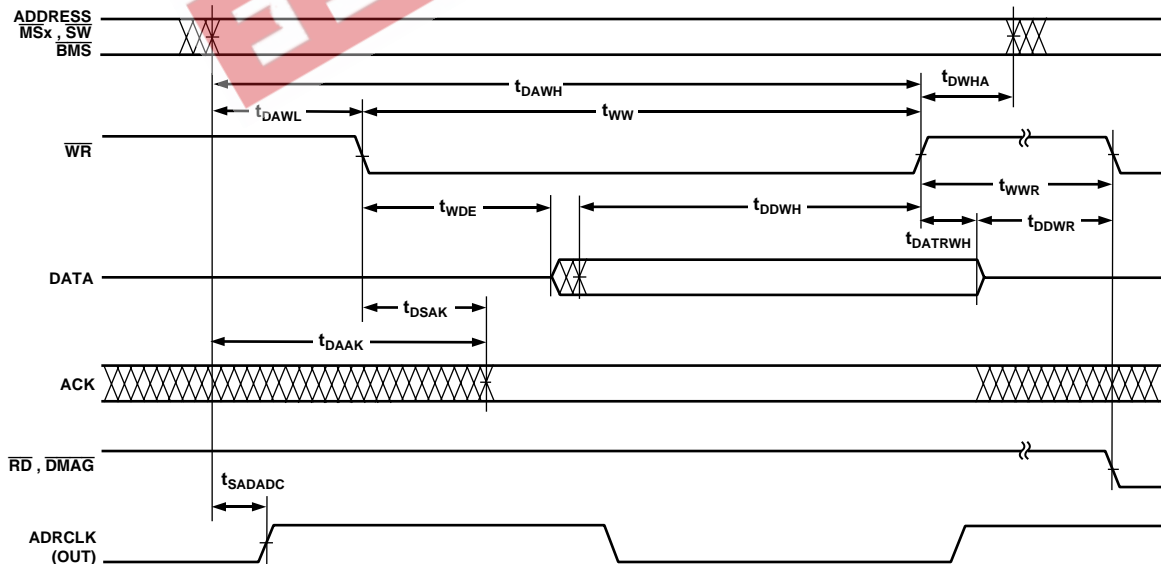 ADDRESS
MSx , SW
BMS
tDAWH
tDWHA
tDAWL
tWW
WR
tWWR
tWDE
tDDWH
tDATRWH
tDDWR
DATA
tDSAK
tDAAK
ACK
RD , DMAG
tSADADC
ADRCLK
(OUT)